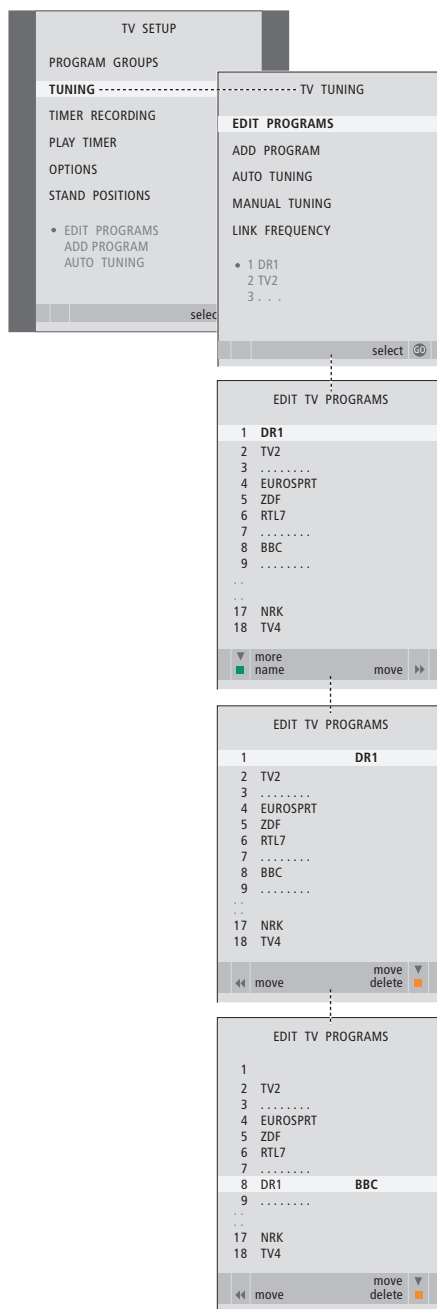 TV SETUP
PROGRAM GROUPS
TUNING
TIMER RECORDING
PLAY TIMER
OPTIONS
STAND POSITIONS
• EDIT PROGRAMS
ADD PROGRAM
AUTO TUNING
selec
TV TUNING
EDIT PROGRAMS
ADD PROGRAM
AUTO TUNING
MANUAL TUNING
LINK FREQUENCY
• 1 DR1
2 TV2
3 . . .
select GO
EDIT TV PROGRAMS
1 DR1
2 TV2
3 . . . . . . . .
4 EUROSPRT
5 ZDF
6 RTL7
7 . . . . . . . .
8 BBC
9 . . . . . . . .
. .
. .
17 NRK
18 TV4
more
name move
EDIT TV PROGRAMS
1 DR1
2 TV2
3 . . . . . . . .
4 EUROSPRT
5 ZDF
6 RTL7
7 . . . . . . . .
8 BBC
9 . . . . . . . .
. .
. .
17 NRK
18 TV4
move
move delete
EDIT TV PROGRAMS
1
2 TV2
3 . . . . . . . .
4 EUROSPRT
5 ZDF
6 RTL7
7 . . . . . . . .
8 DR1 BBC
9 . . . . . . . .
. .
. .
17 NRK
18 TV4
move
move delete